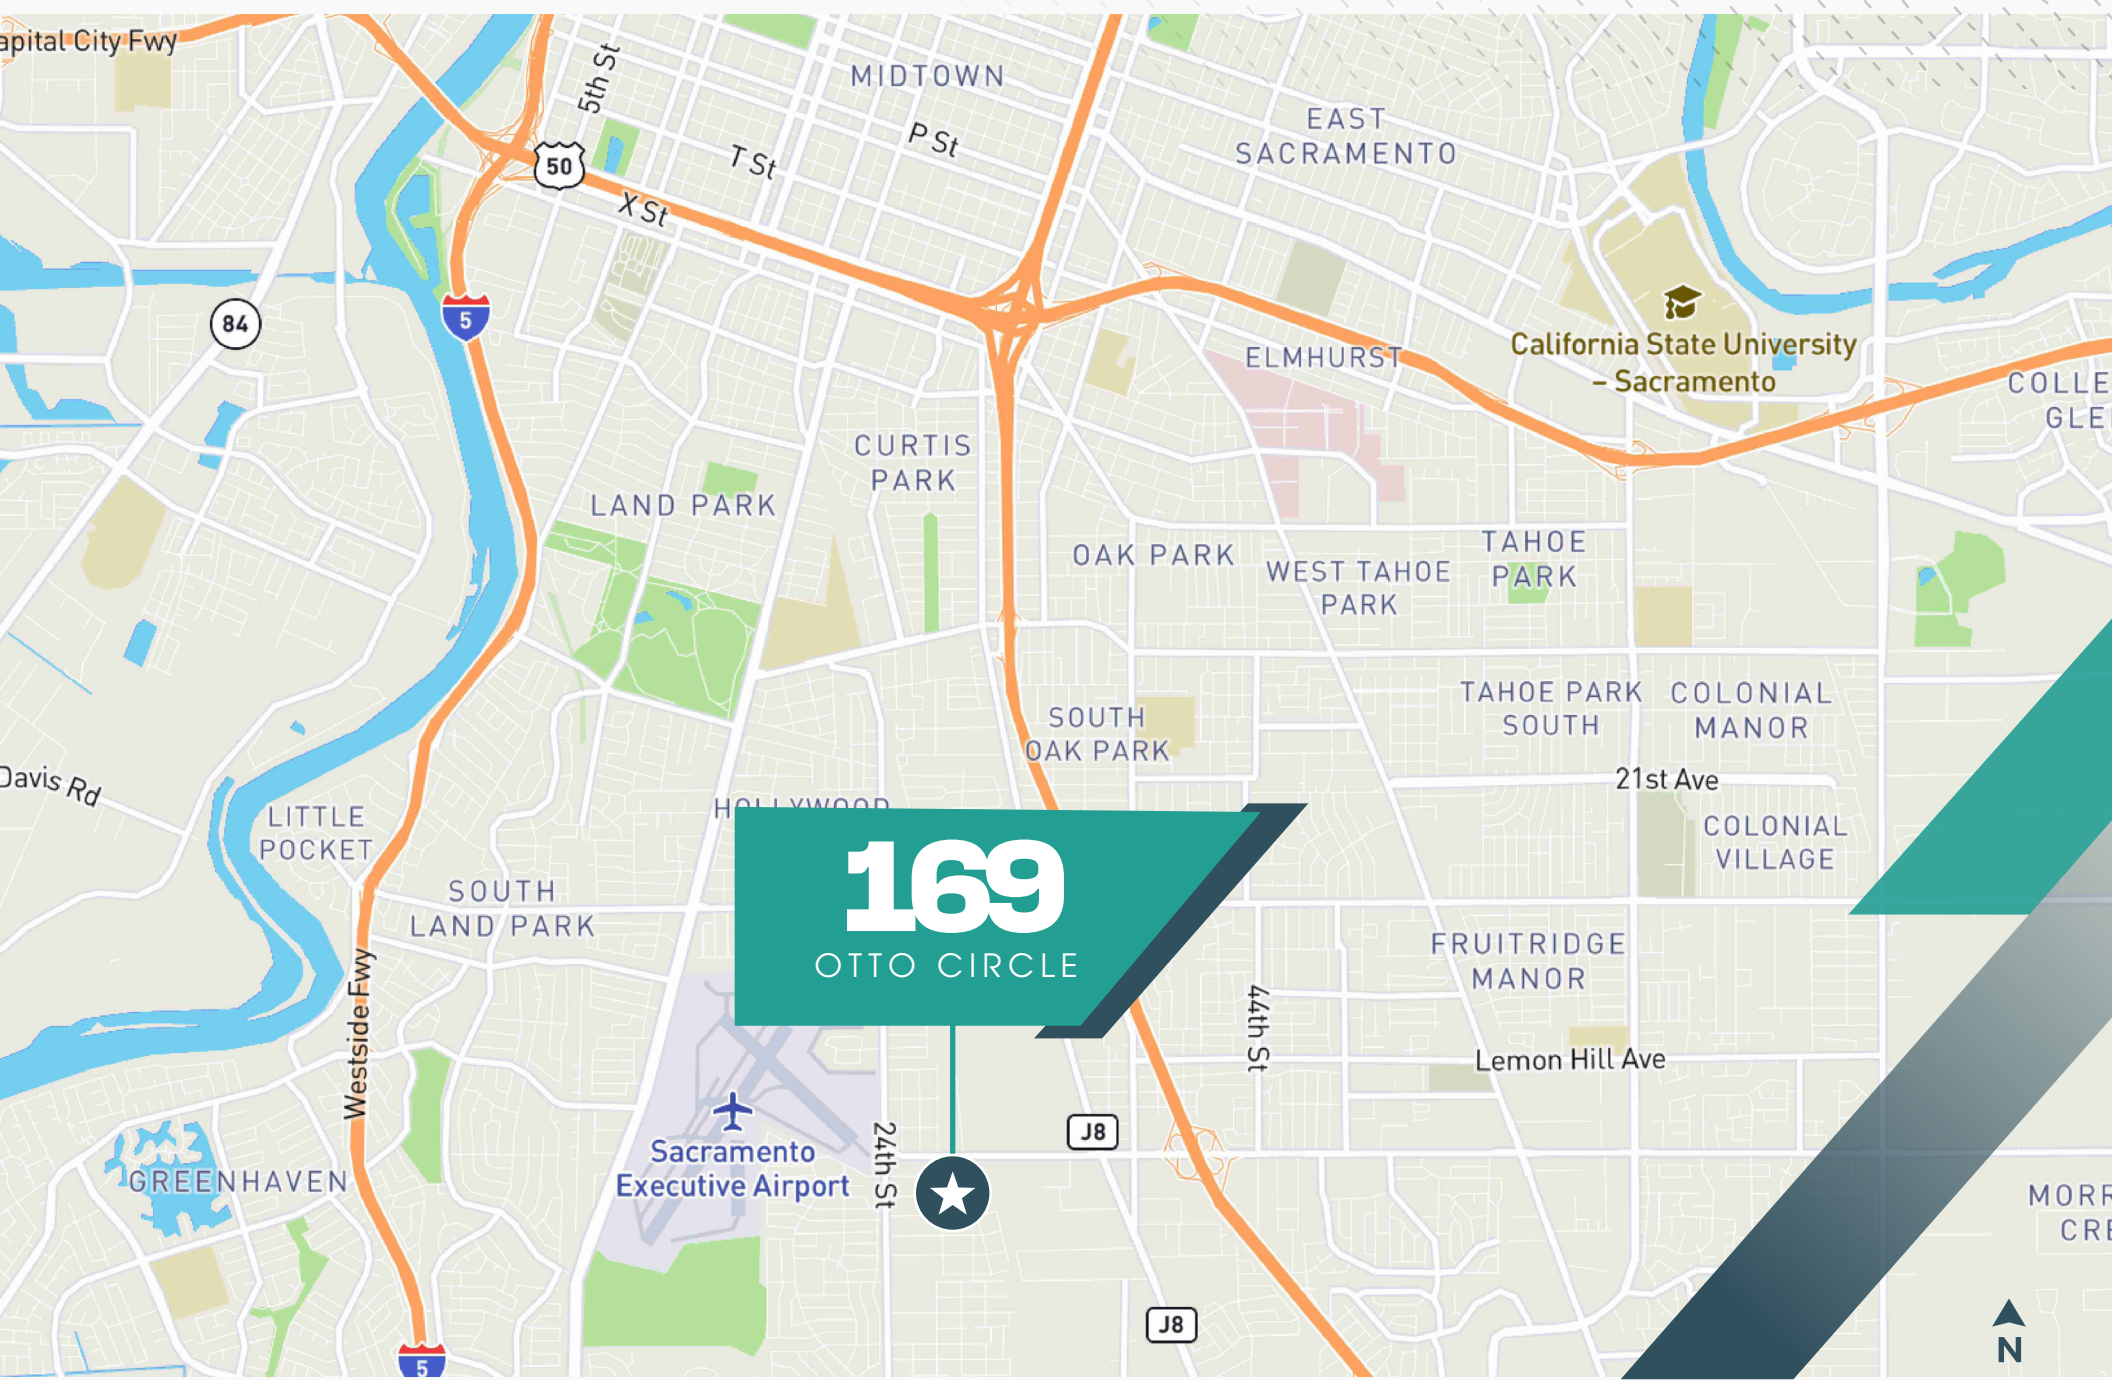 apital City Fwy
5th St
MIDTOWN
EAST
SACRAMENTO
P St
T St
50
X St
84
5
California State University
– Sacramento
ELMHURST
COLLE
GLE
CURTIS
PARK
LAND PARK
OAK PARK
WEST TAHOE
PARK
TAHOE
PARK
TAHOE PARK
SOUTH
COLONIAL
MANOR
SOUTH
OAK PARK
21st Ave
Davis Rd
LITTLE
POCKET
HOLLYWOOD
COLONIAL
VILLAGE
169
OTTO CIRCLE
SOUTH
LAND PARK
FRUITRIDGE
MANOR
Westside Fwy
44th St
Lemon Hill Ave
Sacramento
Executive Airport
24th St
J8
GREENHAVEN
MORR
CRE
J8
5
N